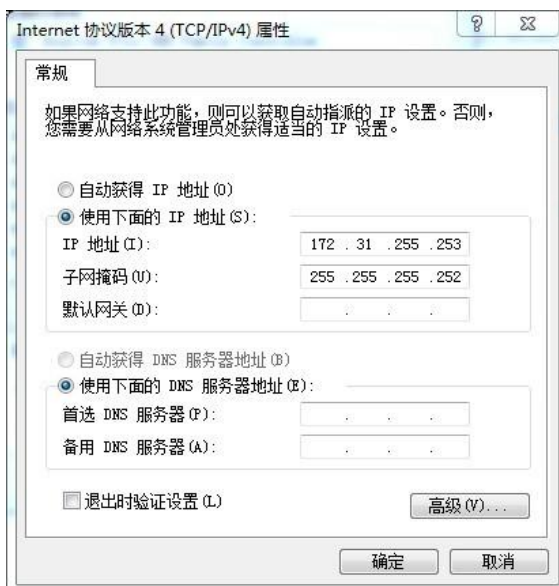 Internet 协议版本 4 (TCP/IPv4) 属性
常规
如果网络支持此功能，则可以获取自动指派的 IP 设置。否则，
您需要从网络系统管理员处获得适当的 IP 设置。
自动获得 IP 地址(O)
使用下面的 IP 地址(S):
IP 地址(I): 172 . 31 .255 .253
子网掩码(U): 255 .255 .255 .252
默认网关(D): . . .
自动获得 DNS 服务器地址(B)
使用下面的 DNS 服务器地址(E):
首选 DNS 服务器(P): . . .
备用 DNS 服务器(A): . . .
退出时验证设置(L)
高级(V)...
确定 取消